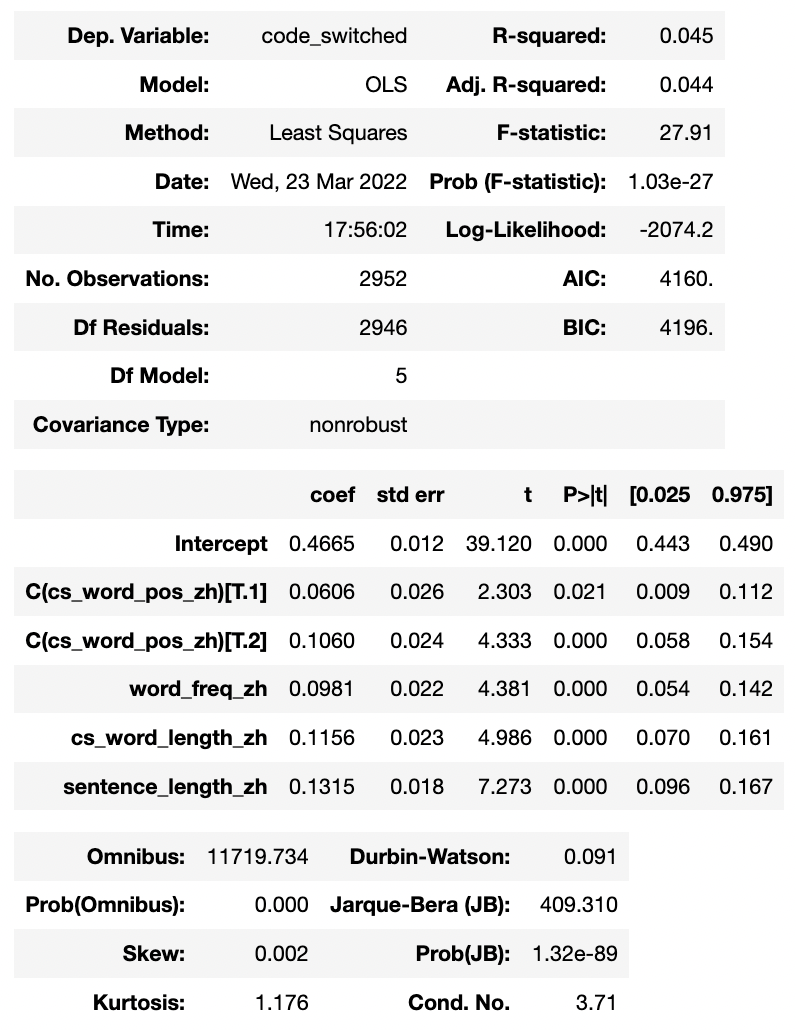 Dep. Variable: code_switched R-squared: 0.045
Model: OLS Adj. R-squared: 0.044
Method: Least Squares F-statistic: 27.91
Date: Wed, 23 Mar 2022 Prob (F-statistic): 1.03e-27
Time: 17:56:02 Log-Likelihood: -2074.2
No. Observations: 2952 AIC: 4160.
Df Residuals: 2946 BIC: 4196.
Df Model: 5
Covariance Type: nonrobust
coef std err t P>|t| [0.025 0.975]
Intercept 0.4665 0.012 39.120 0.000 0.443 0.490
C(cs_word_pos_zh)[T.1] 0.0606 0.026 2.303 0.021 0.009 0.112
C(cs_word_pos_zh)[T.2] 0.1060 0.024 4.333 0.000 0.058 0.154
word_freq_zh 0.0981 0.022 4.381 0.000 0.054 0.142
cs_word_length_zh 0.1156 0.023 4.986 0.000 0.070 0.161
sentence_length_zh 0.1315 0.018 7.273 0.000 0.096 0.167
Omnibus: 11719.734 Durbin-Watson: 0.091
Prob(Omnibus): 0.000 Jarque-Bera (JB): 409.310
Skew: 0.002 Prob(JB): 1.32e-89
Kurtosis: 1.176 Cond. No. 3.71